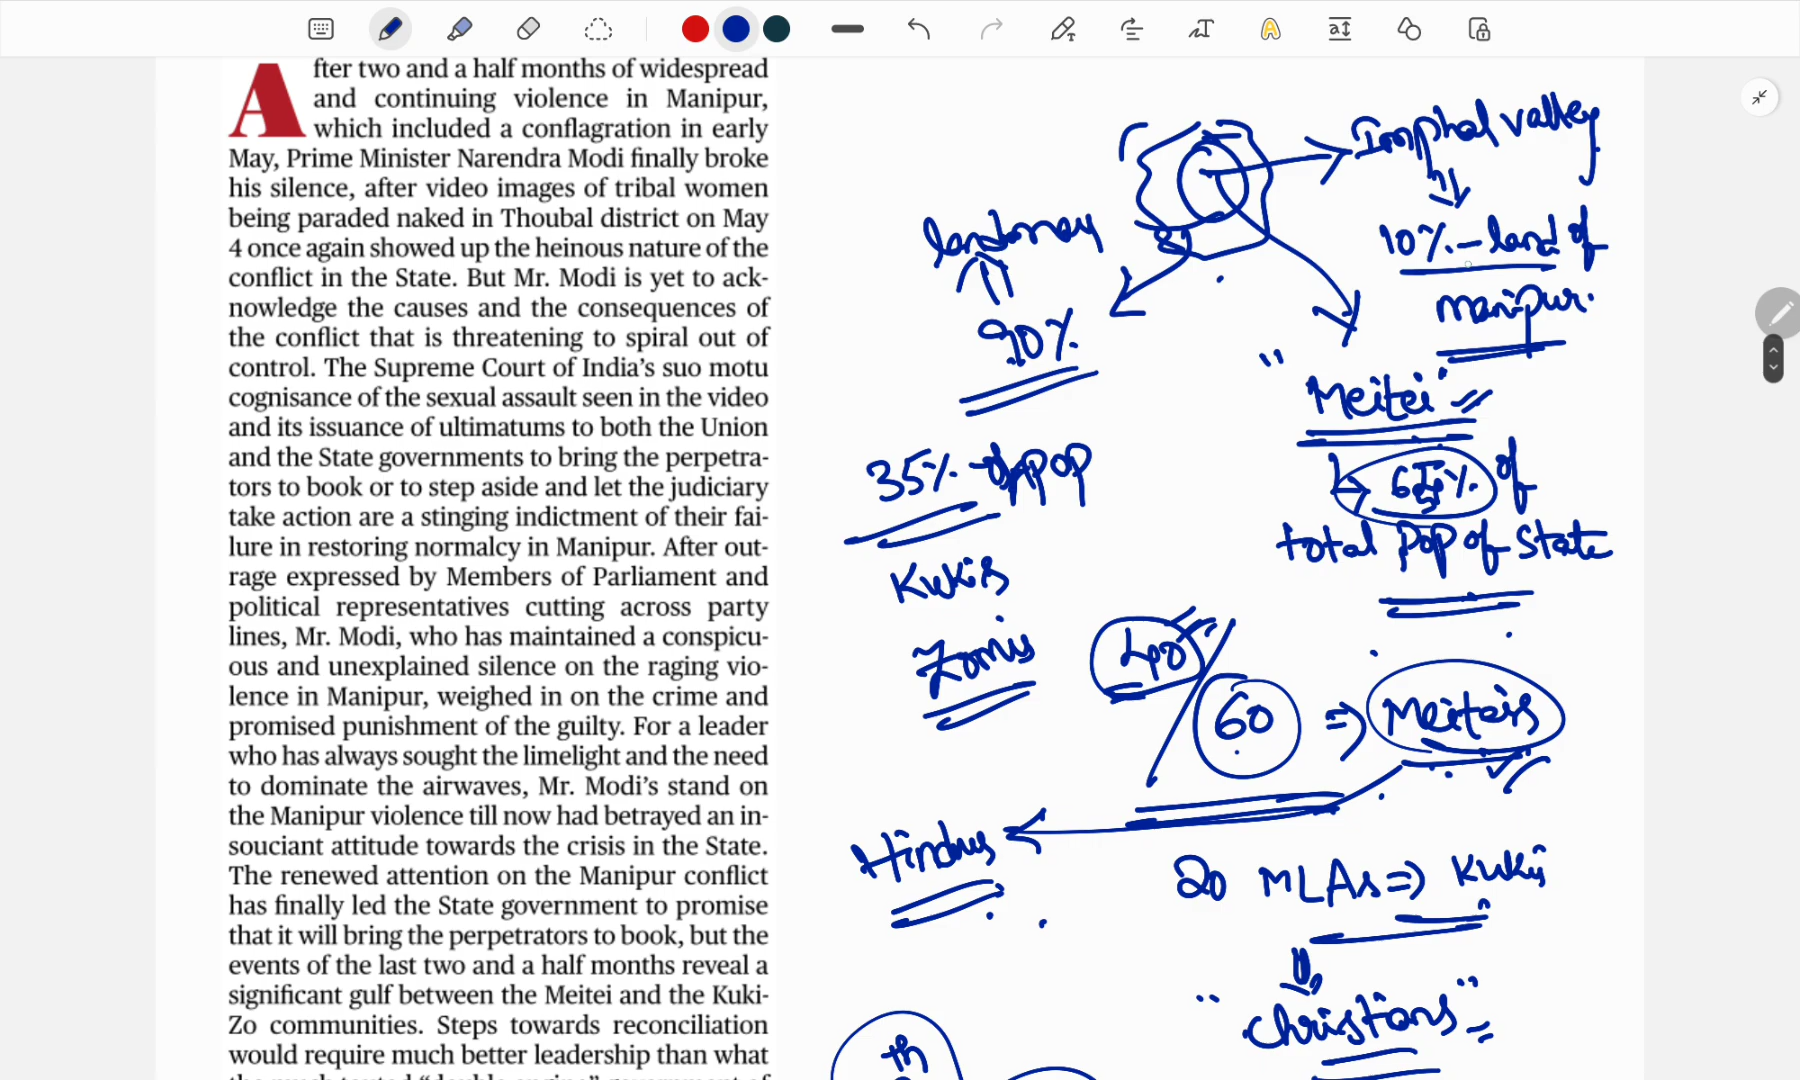 After two and a half months of widespread
and continuing violence in Manipur,
which included a conflagration in early
May, Prime Minister Narendra Modi finally broke
his silence, after video images of tribal women
being paraded naked in Thoubal district on May
4 once again showed up the heinous nature of the
conflict in the State. But Mr. Modi is yet to ack-
nowledge the causes and the consequences of
the conflict that is threatening to spiral out of
control. The Supreme Court of India’s suo motu
cognisance of the sexual assault seen in the video
and its issuance of ultimatums to both the Union
and the State governments to bring the perpetra-
tors to book or to step aside and let the judiciary
take action are a stinging indictment of their fai-
lure in restoring normalcy in Manipur. After out-
rage expressed by Members of Parliament and
political representatives cutting across party
lines, Mr. Modi, who has maintained a conspicu-
ous and unexplained silence on the raging vio-
lence in Manipur, weighed in on the crime and
promised punishment of the guilty. For a leader
who has always sought the limelight and the need
to dominate the airwaves, Mr. Modi’s stand on
the Manipur violence till now had betrayed an in-
souciant attitude towards the crisis in the State.
The renewed attention on the Manipur conflict
has finally led the State government to promise
that it will bring the perpetrators to book, but the
events of the last two and a half months reveal a
significant gulf between the Meitei and the Kuki-
Zo communities. Steps towards reconciliation
would require much better leadership than what
Imphal valley
10% - land of
manipur.
90%
"Meitei"
35% of pop
of
total pop of State
Kukis
Zomis
40/60 => Meiteis
Hindus
20 MLAs => Kukis
"Christians"
th